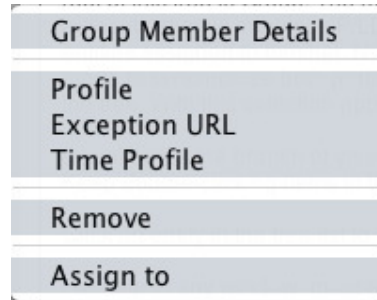 Group Member Details
Profile
Exception URL
Time Profile
Remove
Assign to